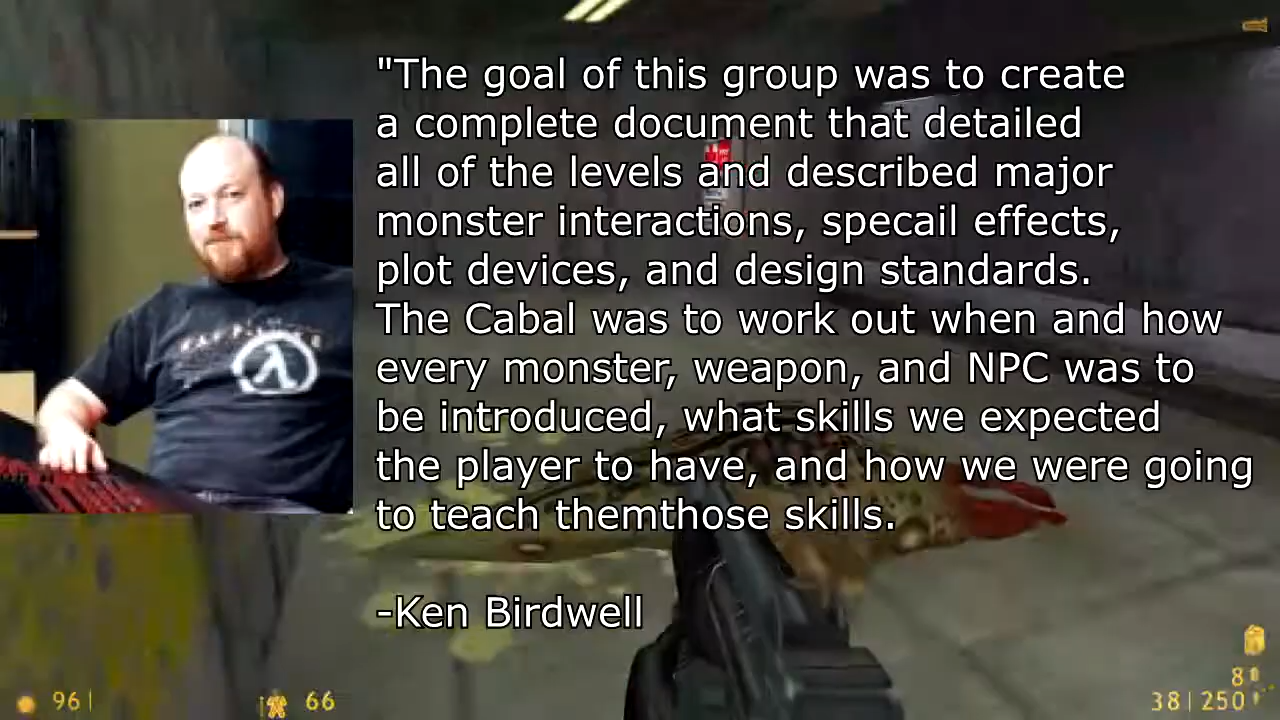 "The goal of this group was to create
a complete document that detailed
all of the levels and described major
monster interactions, specail effects,
plot devices, and design standards.
The Cabal was to work out when and how
every monster, weapon, and NPC was to
be introduced, what skills we expected
the player to have, and how we were going
to teach themthose skills.
-Ken Birdwell
96|
66
8
38|250